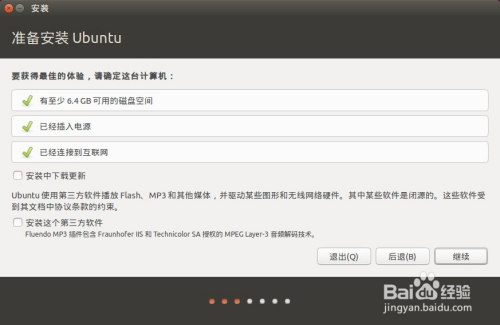 安装
准备安装 Ubuntu
要获得最佳的体验，请确定这台计算机：
有至少 6.4 GB 可用的磁盘空间
已经插入电源
已经连接到互联网
安装中下载更新
Ubuntu 使用第三方软件播放 Flash、MP3 和其他媒体，并驱动某些图形和无线网络硬件。其中某些软件是闭源的。这些软件受
到其文档中协议条款的约束。
安装这个第三方软件
Fluendo MP3 插件包含 Fraunhofer IIS 和 Technicolor SA 授权的 MPEG Layer-3 音频解码技术。
退出(Q) 后退(B) 继续
Baidu 经验
jingyan.baidu.com